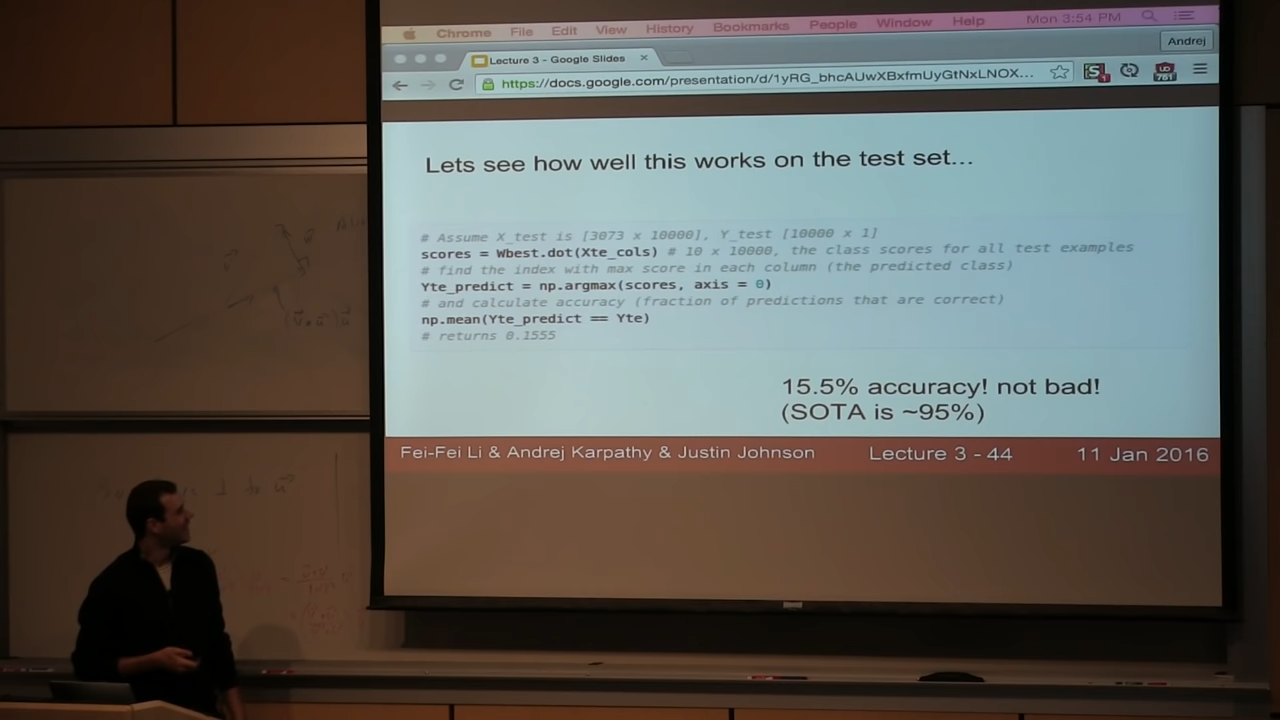 Chrome File Edit View History Bookmarks People Window Help Mon 3:54 PM
Lecture 3 - Google Slides
Andrej
https://docs.google.com/presentation/d/1yRG_bhcAUwXBxfmUyGtNxLNOX...
Lets see how well this works on the test set...
# Assume X_test is [3073 x 10000], Y_test [10000 x 1]
scores = Wbest.dot(Xte_cols) # 10 x 10000, the class scores for all test examples
# find the index with max score in each column (the predicted class)
Yte_predict = np.argmax(scores, axis = 0)
# and calculate accuracy (fraction of predictions that are correct)
np.mean(Yte_predict == Yte)
# returns 0.1555
15.5% accuracy! not bad!
(SOTA is ~95%)
Fei-Fei Li & Andrej Karpathy & Justin Johnson Lecture 3 - 44 11 Jan 2016